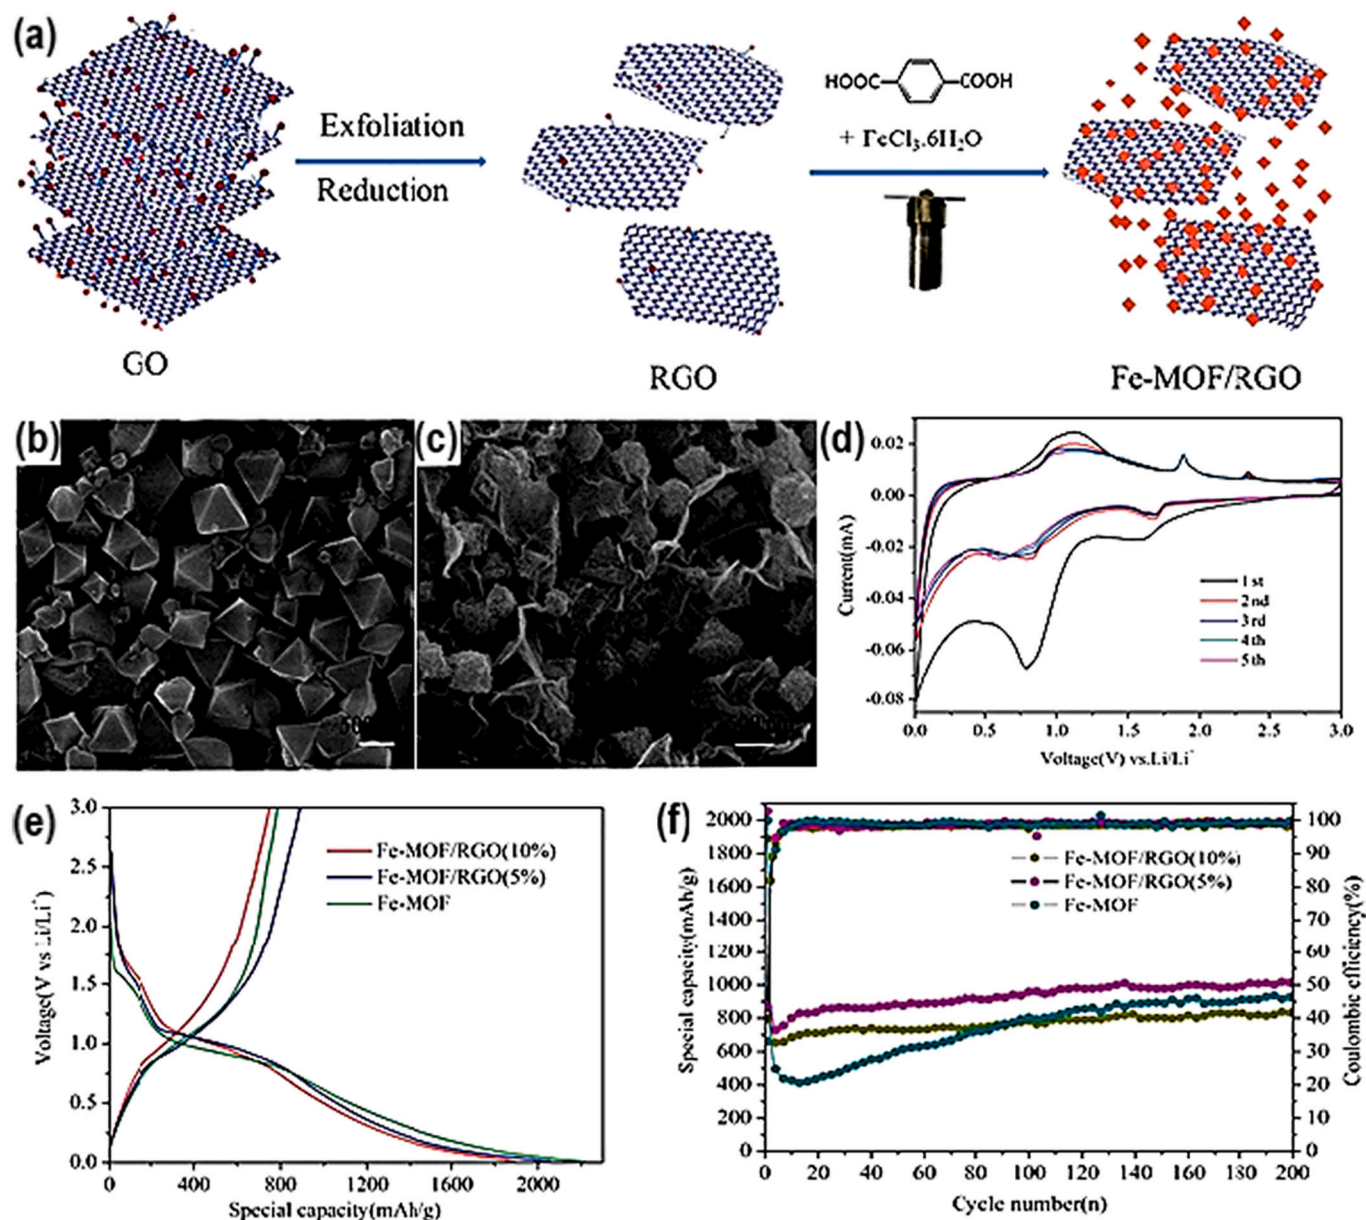 (a)
Exfoliation
Reduction
HOOC
COOH
+ FeCl3.6H2O
GO
RGO
Fe-MOF/RGO
(b)
(c)
(d)
0.02
0.00
-0.02
-0.04
-0.06
-0.08
Current(mA)
1st
2nd
3rd
4th
5th
0.0 0.5 1.0 1.5 2.0 2.5 3.0
Voltage(V) vs.Li/Li+
(e)
3.0
2.5
2.0
1.5
1.0
0.5
0.0
Voltage(V vs Li/Li+)
Fe-MOF/RGO(10%)
Fe-MOF/RGO(5%)
Fe-MOF
0 400 800 1200 1600 2000
Special capacity(mAh/g)
(f)
2000
1800
1600
1400
1200
1000
800
600
400
200
0
Special capacity(mAh/g)
Fe-MOF/RGO(10%)
Fe-MOF/RGO(5%)
Fe-MOF
100
90
80
70
60
50
40
30
20
10
0
Coulombic efficiency(%)
0 20 40 60 80 100 120 140 160 180 200
Cycle number(n)